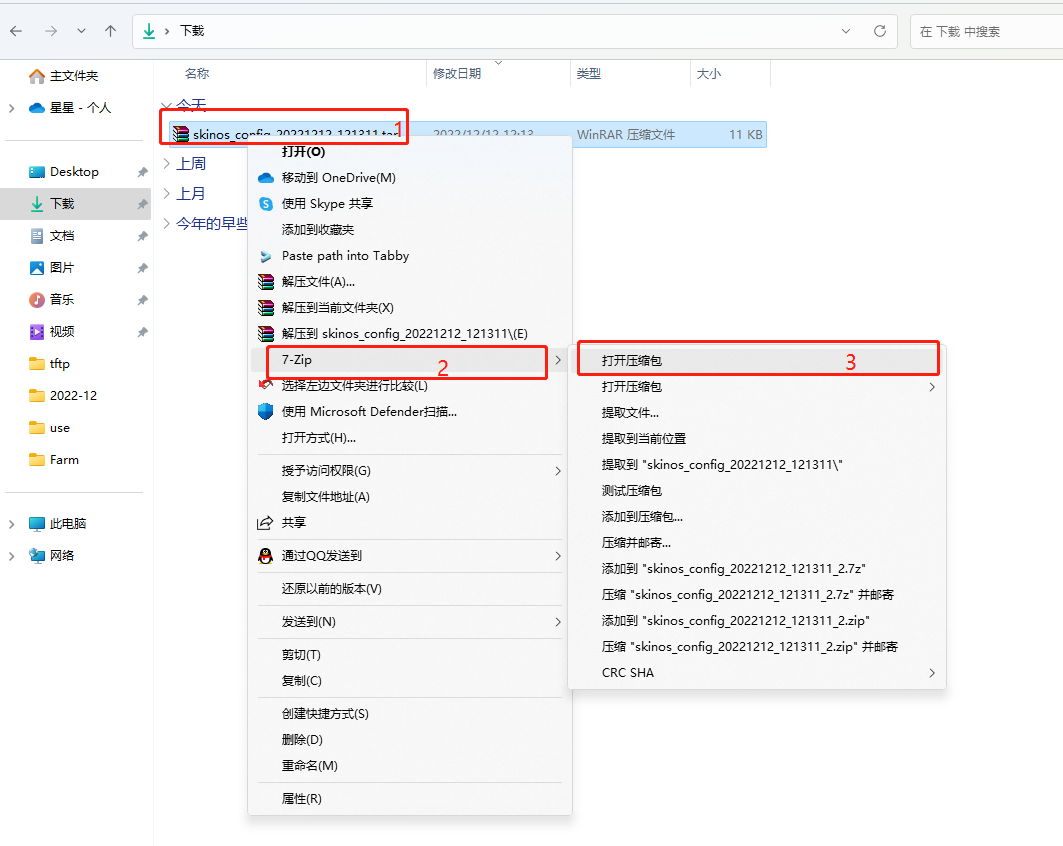 下载
在 下载 中搜索
名称
修改日期
类型
大小
主文件夹
星星 - 个人
Desktop
下载
文档
图片
音乐
视频
tftp
2022-12
use
Farm
此电脑
网络
今天
skinos_config_20221212_121311.tar
1
2022/12/12 12:13
WinRAR 压缩文件
11 KB
上周
上月
今年的早些
打开(O)
移动到 OneDrive(M)
使用 Skype 共享
添加到收藏夹
Paste path into Tabby
解压文件(A)...
解压到当前文件夹(X)
解压到 skinos_config_20221212_121311\(E)
7-Zip
2
选择左边文件夹进行比较(L)
使用 Microsoft Defender扫描...
打开方式(H)...
授予访问权限(G)
复制文件地址(A)
共享
通过QQ发送到
还原以前的版本(V)
发送到(N)
剪切(T)
复制(C)
创建快捷方式(S)
删除(D)
重命名(M)
属性(R)
打开压缩包
3
打开压缩包
提取文件...
提取到当前位置
提取到 "skinos_config_20221212_121311\"
测试压缩包
添加到压缩包...
压缩并邮寄...
添加到 "skinos_config_20221212_121311_2.7z"
压缩 "skinos_config_20221212_121311_2.7z" 并邮寄
添加到 "skinos_config_20221212_121311_2.zip"
压缩 "skinos_config_20221212_121311_2.zip" 并邮寄
CRC SHA